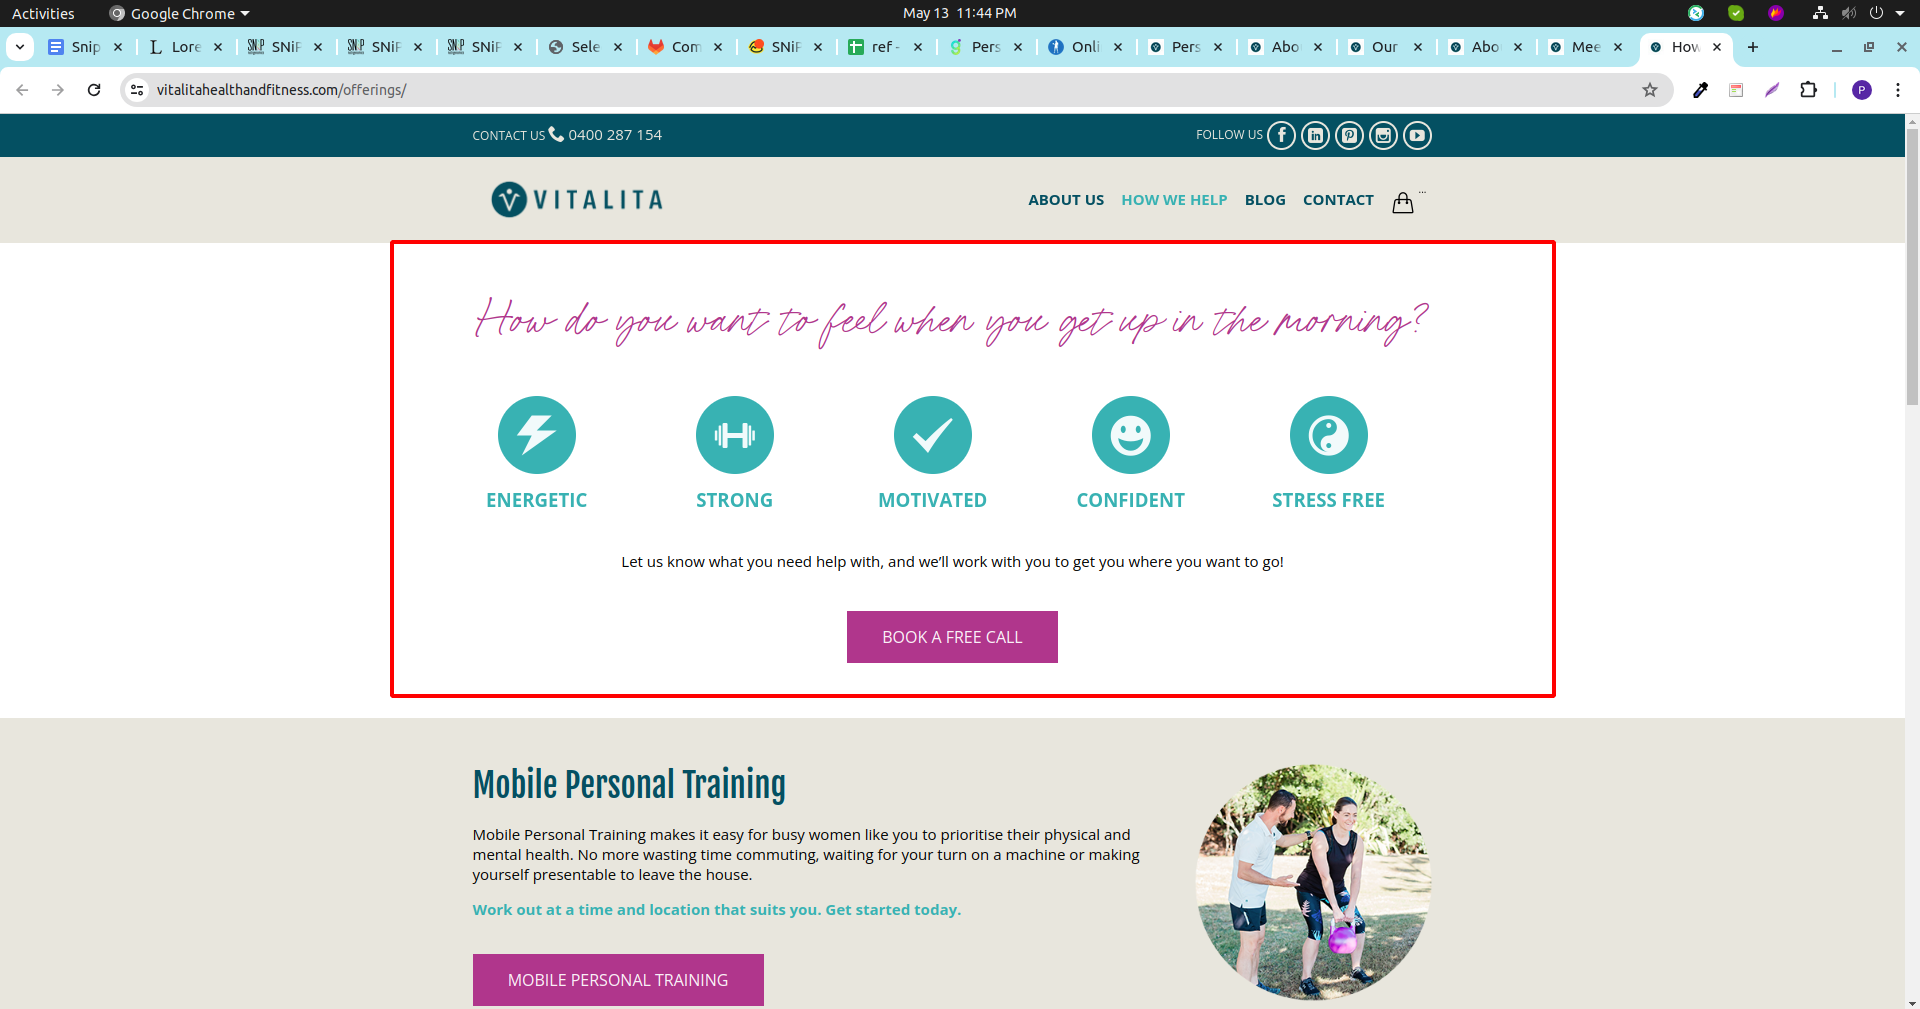 Activities
Google Chrome
May 13 11:44 PM
Snip
Lore
SNiP
SNiP
SNiP
Sele
Com
SNiP
ref -
Pers
Onli
Pers
Abo
Our
Abo
Mee
How
vitalitahealthandfitness.com/offerings/
P
CONTACT US 0400 287 154
FOLLOW US
VITALITA
ABOUT US
HOW WE HELP
BLOG
CONTACT
...
How do you want to feel when you get up in the morning?
ENERGETIC
STRONG
MOTIVATED
CONFIDENT
STRESS FREE
Let us know what you need help with, and we'll work with you to get you where you want to go!
BOOK A FREE CALL
Mobile Personal Training
Mobile Personal Training makes it easy for busy women like you to prioritise their physical and
mental health. No more wasting time commuting, waiting for your turn on a machine or making
yourself presentable to leave the house.
Work out at a time and location that suits you. Get started today.
MOBILE PERSONAL TRAINING